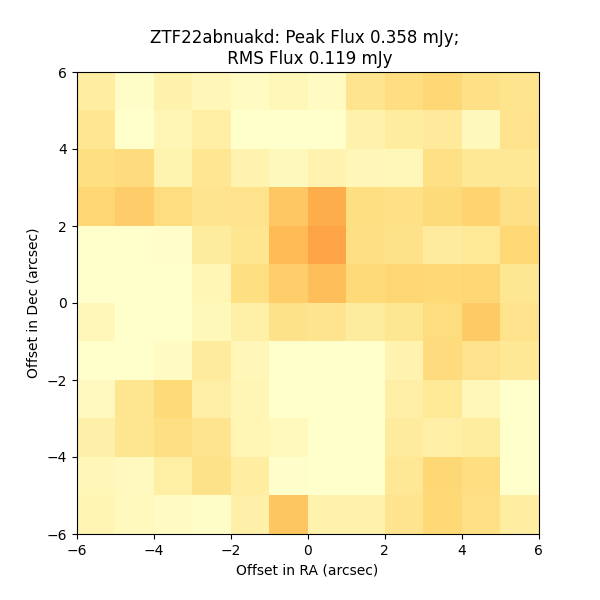 ZTF22abnuakd: Peak Flux 0.358 mJy;
RMS Flux 0.119 mJy
6
4
2
0
−2
−4
−6
Offset in Dec (arcsec)
−6 −4 −2 0 2 4 6
Offset in RA (arcsec)